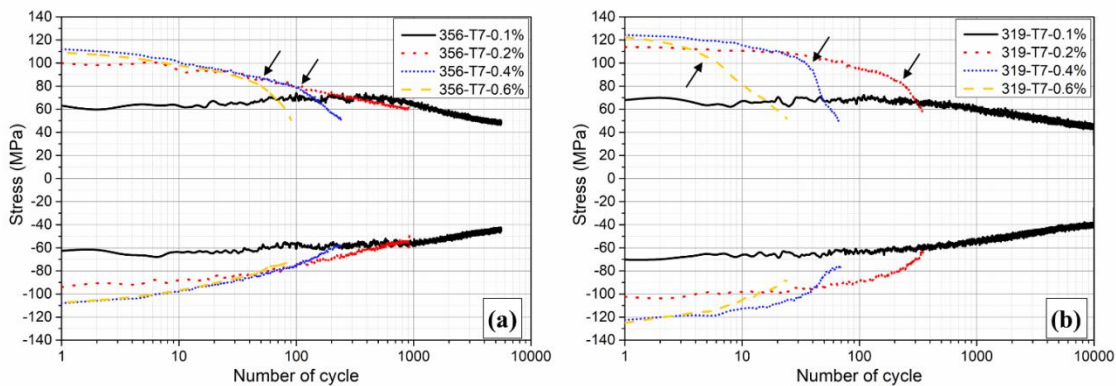 140
120
100
80
60
40
20
0
-20
-40
-60
-80
-100
-120
-140
Stress (MPa)
1
10
100
1000
10000
Number of cycle
356-T7-0.1%
356-T7-0.2%
356-T7-0.4%
356-T7-0.6%
(a)
140
120
100
80
60
40
20
0
-20
-40
-60
-80
-100
-120
-140
Stress (MPa)
1
10
100
1000
10000
Number of cycle
319-T7-0.1%
319-T7-0.2%
319-T7-0.4%
319-T7-0.6%
(b)